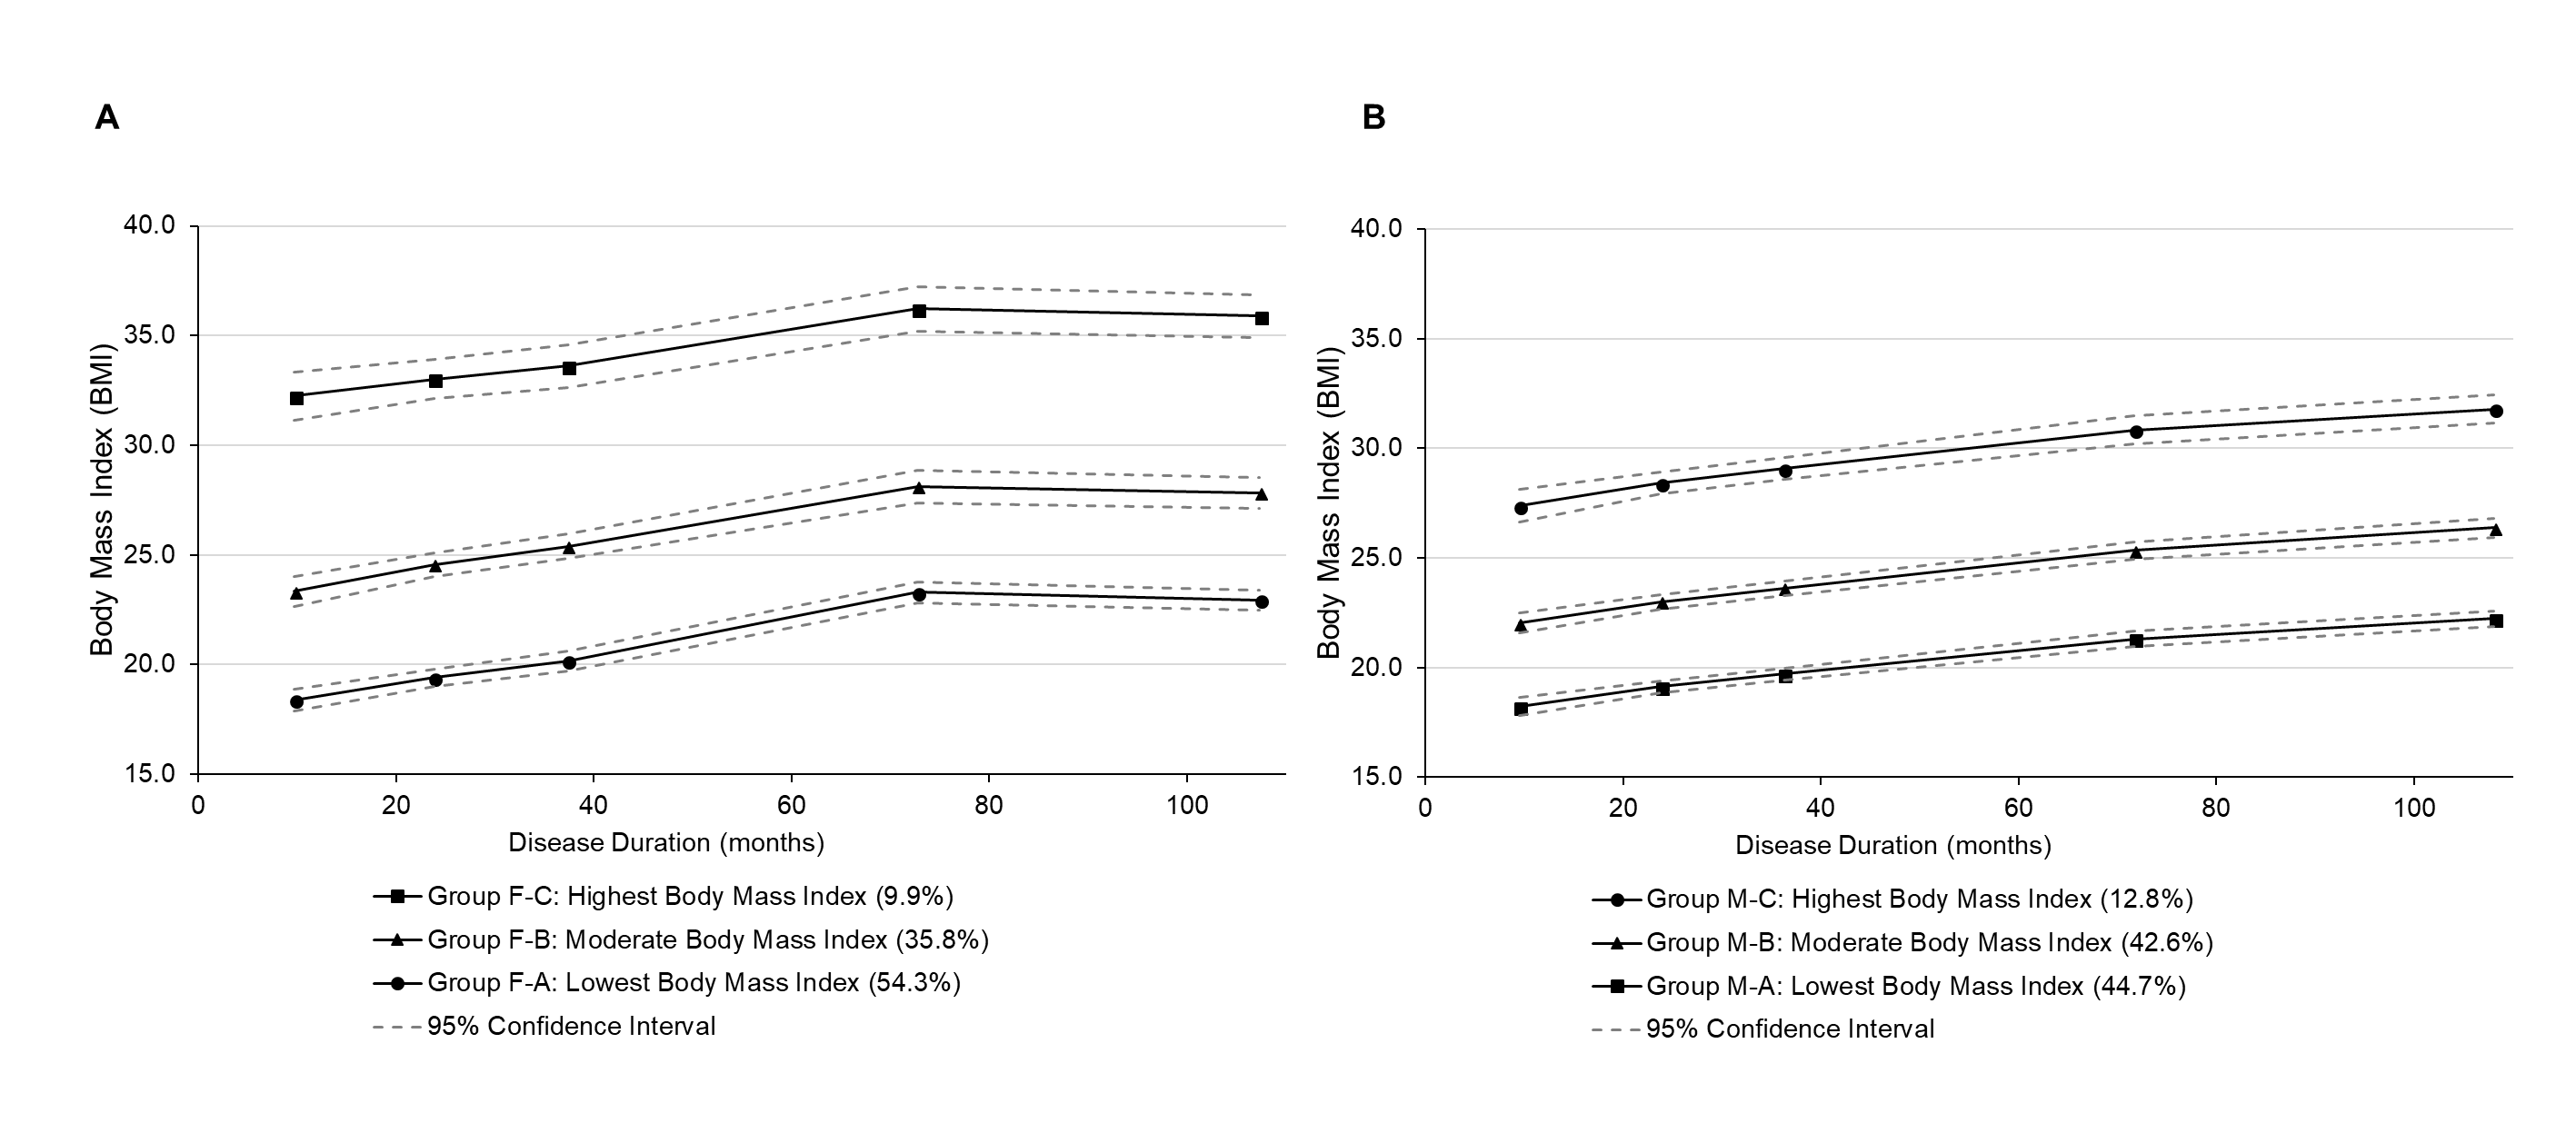 A
40.0
35.0
30.0
25.0
20.0
15.0
Body Mass Index (BMI)
0 20 40 60 80 100
Disease Duration (months)
Group F-C: Highest Body Mass Index (9.9%)
Group F-B: Moderate Body Mass Index (35.8%)
Group F-A: Lowest Body Mass Index (54.3%)
95% Confidence Interval
B
40.0
35.0
30.0
25.0
20.0
15.0
Body Mass Index (BMI)
0 20 40 60 80 100
Disease Duration (months)
Group M-C: Highest Body Mass Index (12.8%)
Group M-B: Moderate Body Mass Index (42.6%)
Group M-A: Lowest Body Mass Index (44.7%)
95% Confidence Interval